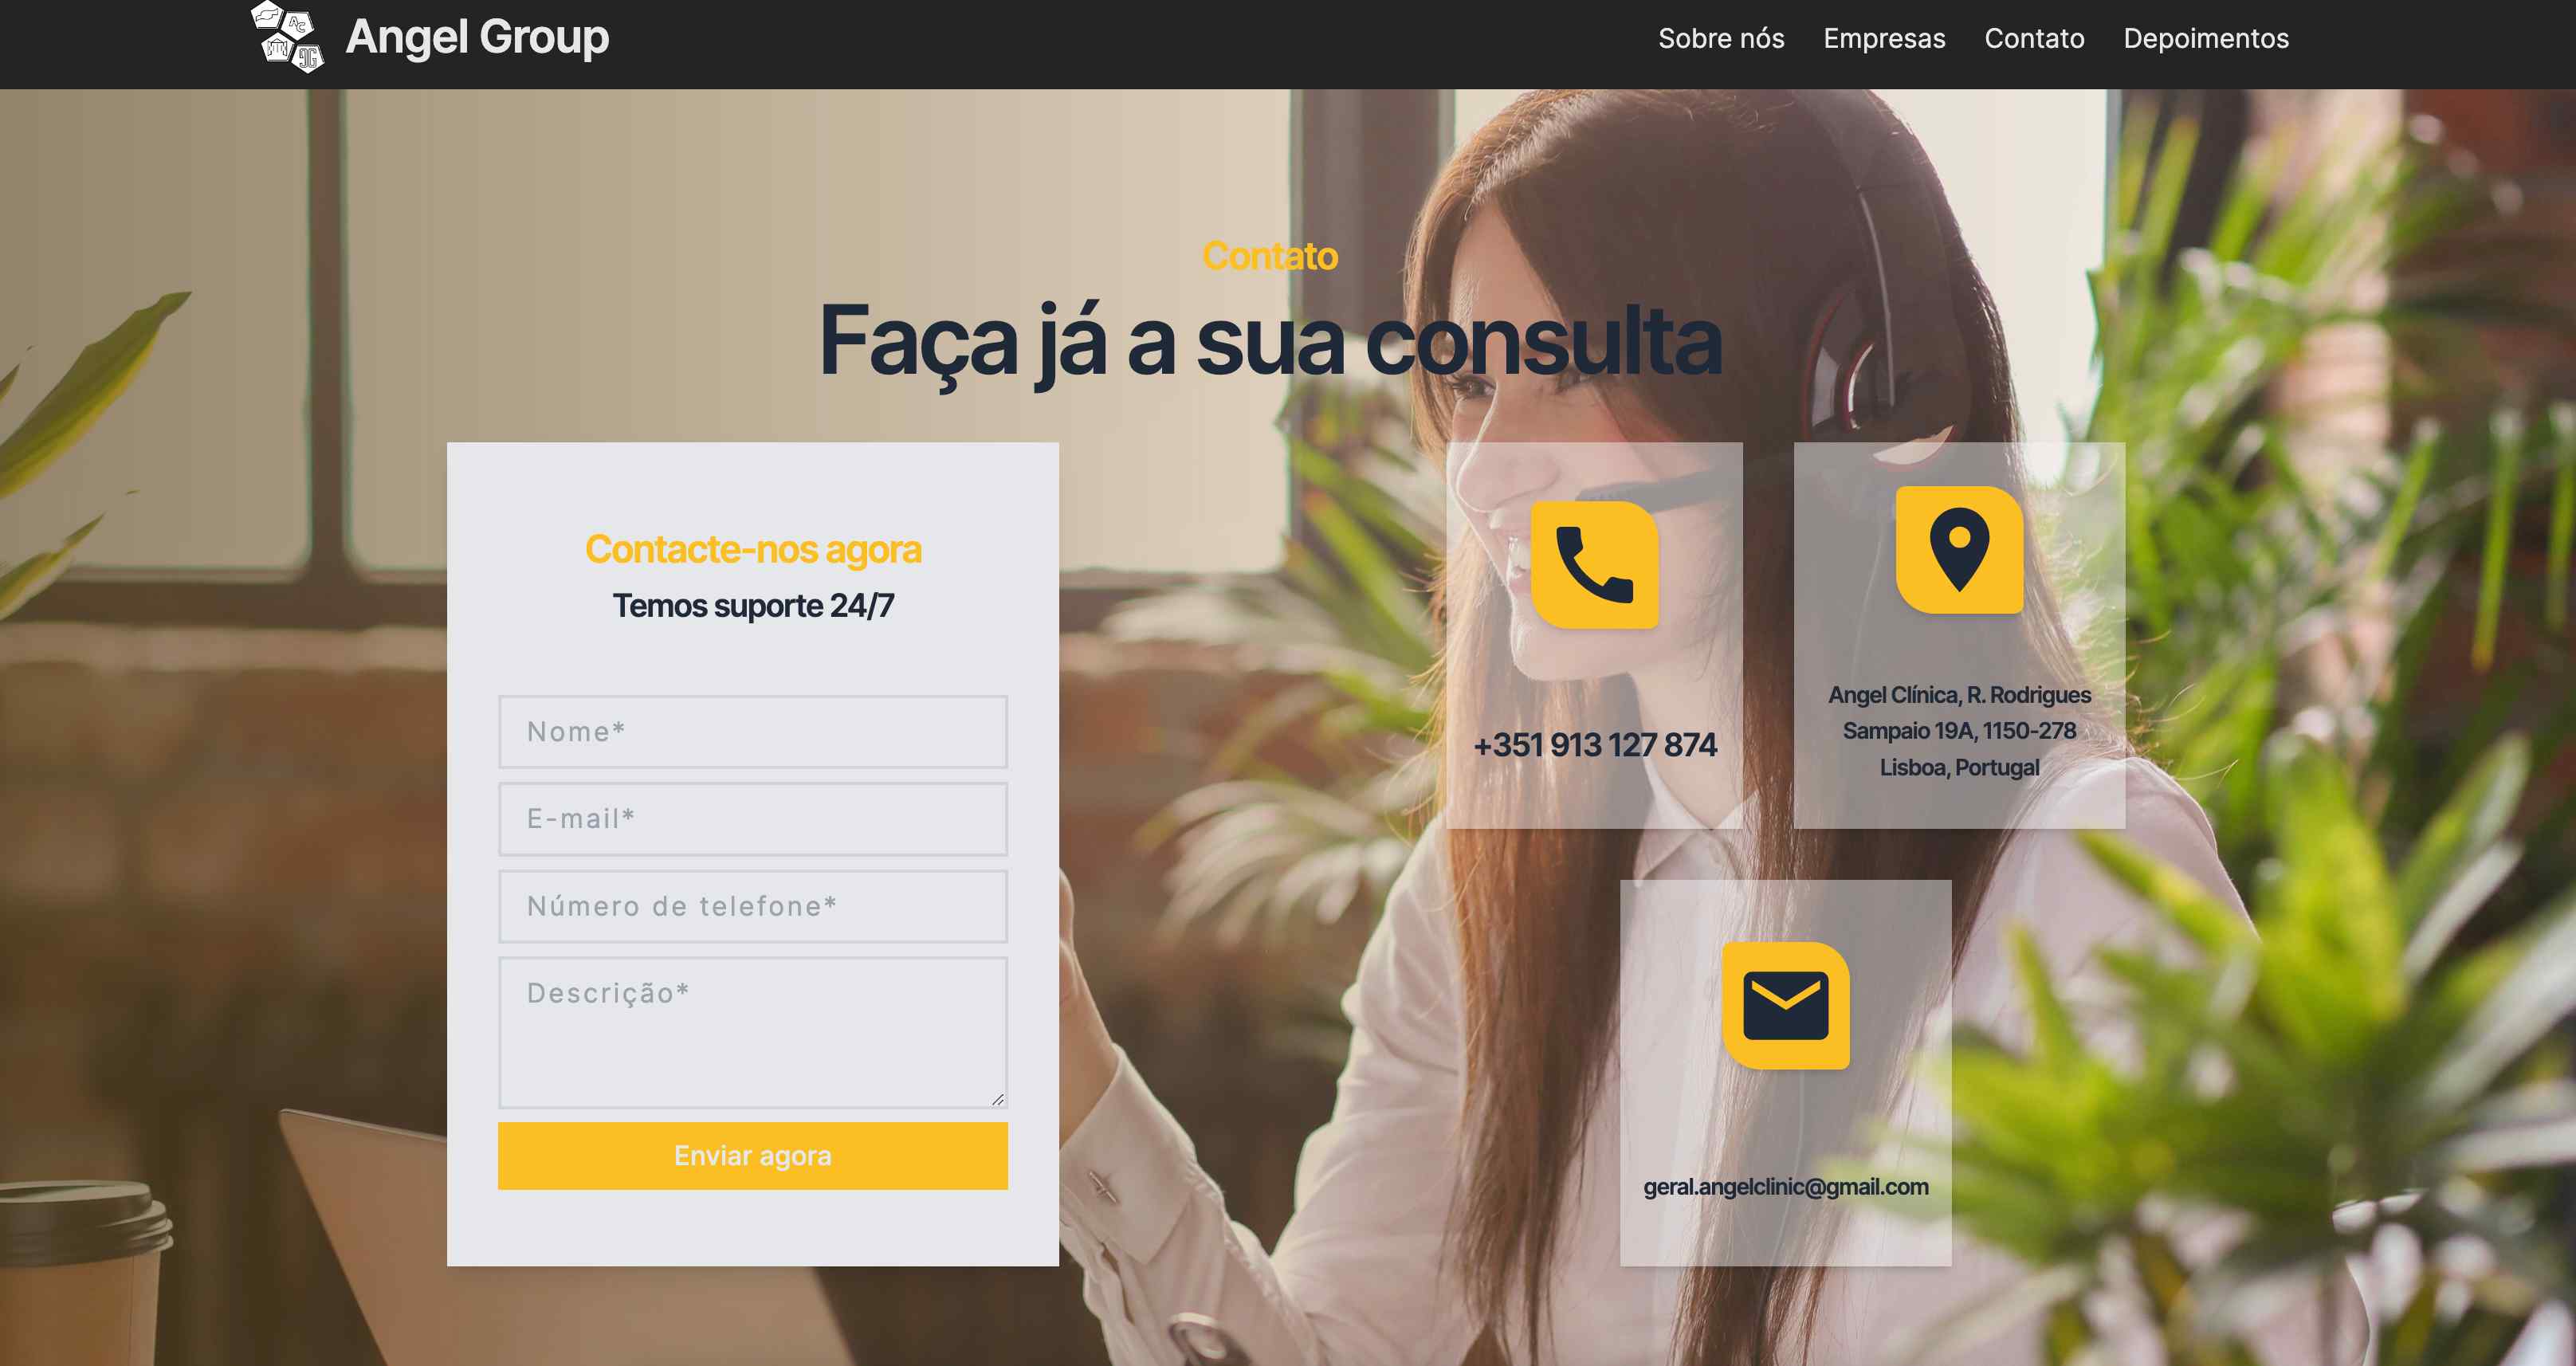 Angel Group
Sobre nós
Empresas
Contato
Depoimentos
Contato
Faça já a sua consulta
Contacte-nos agora
Temos suporte 24/7
Nome*
E-mail*
Número de telefone*
Descrição*
Enviar agora
+351 913 127 874
Angel Clínica, R. Rodrigues
Sampaio 19A, 1150-278
Lisboa, Portugal
geral.angelclinic@gmail.com